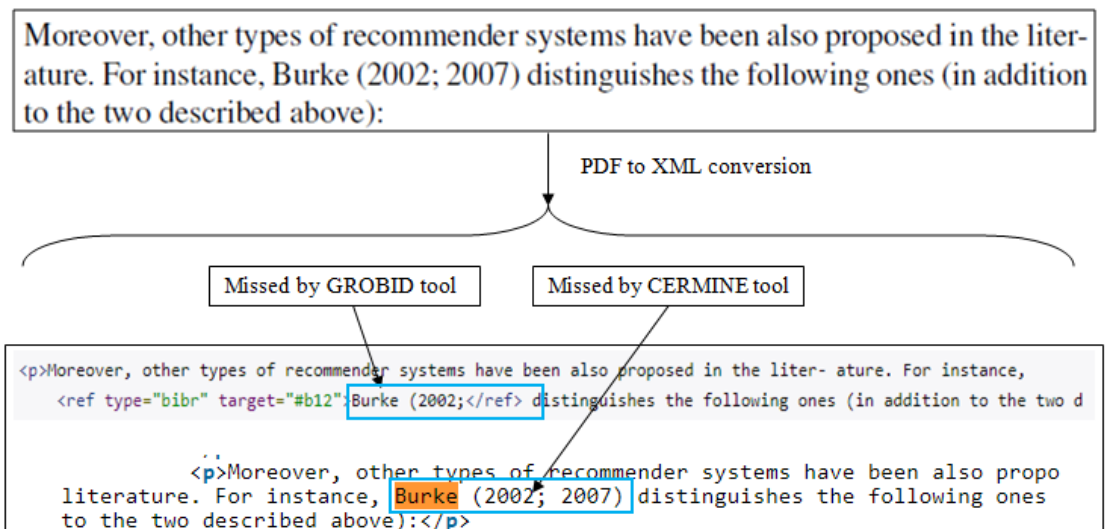 Moreover, other types of recommender systems have been also proposed in the liter-
ature. For instance, Burke (2002; 2007) distinguishes the following ones (in addition
to the two described above):
PDF to XML conversion
Missed by GROBID tool
Missed by CERMINE tool
<p>Moreover, other types of recommender systems have been also proposed in the liter- ature. For instance,
<ref type="bibr" target="#b12">Burke (2002;</ref> distinguishes the following ones (in addition to the two d
<p>Moreover, other types of recommender systems have been also propo
literature. For instance, Burke (2002; 2007) distinguishes the following ones
to the two described above):</p>